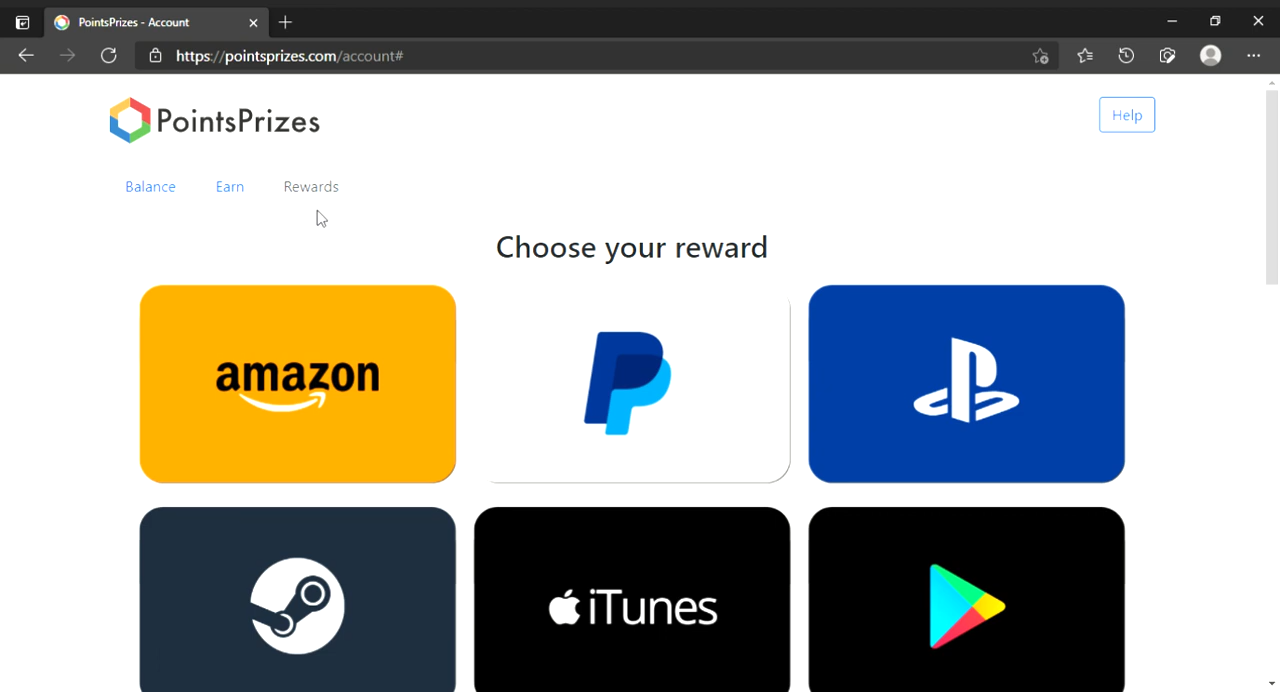 PointsPrizes - Account
https://pointsprizes.com/account#
PointsPrizes
Help
Balance
Earn
Rewards
Choose your reward
amazon
iTunes